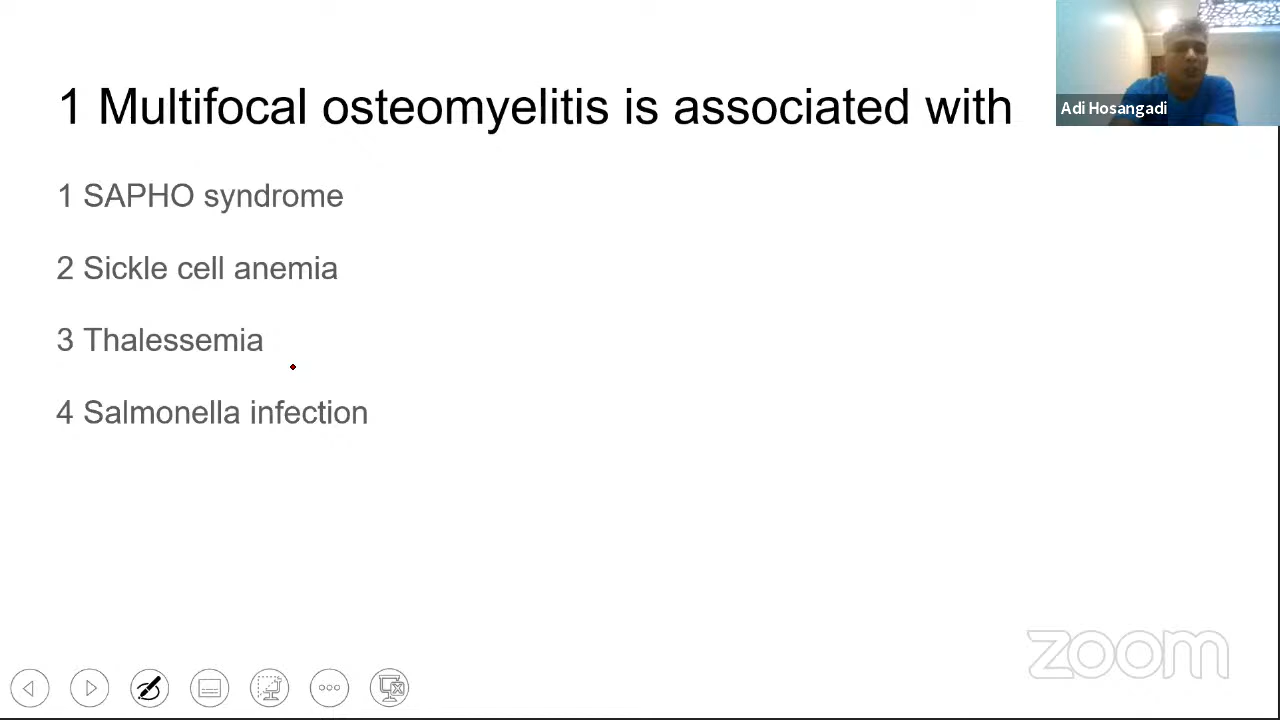 1 Multifocal osteomyelitis is associated with
Adi Hosangadi
1 SAPHO syndrome
2 Sickle cell anemia
3 Thalessemia
4 Salmonella infection
zoom